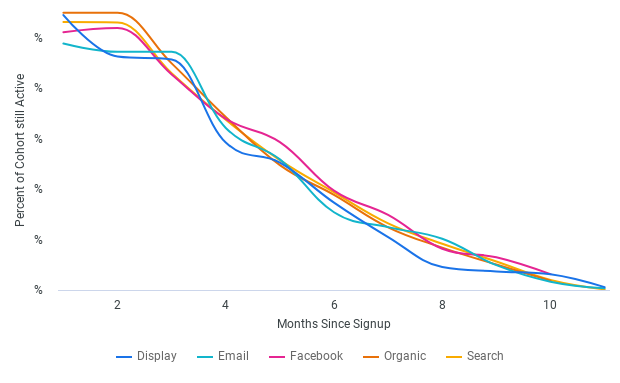 %
%
%
%
%
%
Percent of Cohort still Active
2 4 6 8 10
Months Since Signup
Display Email Facebook Organic Search